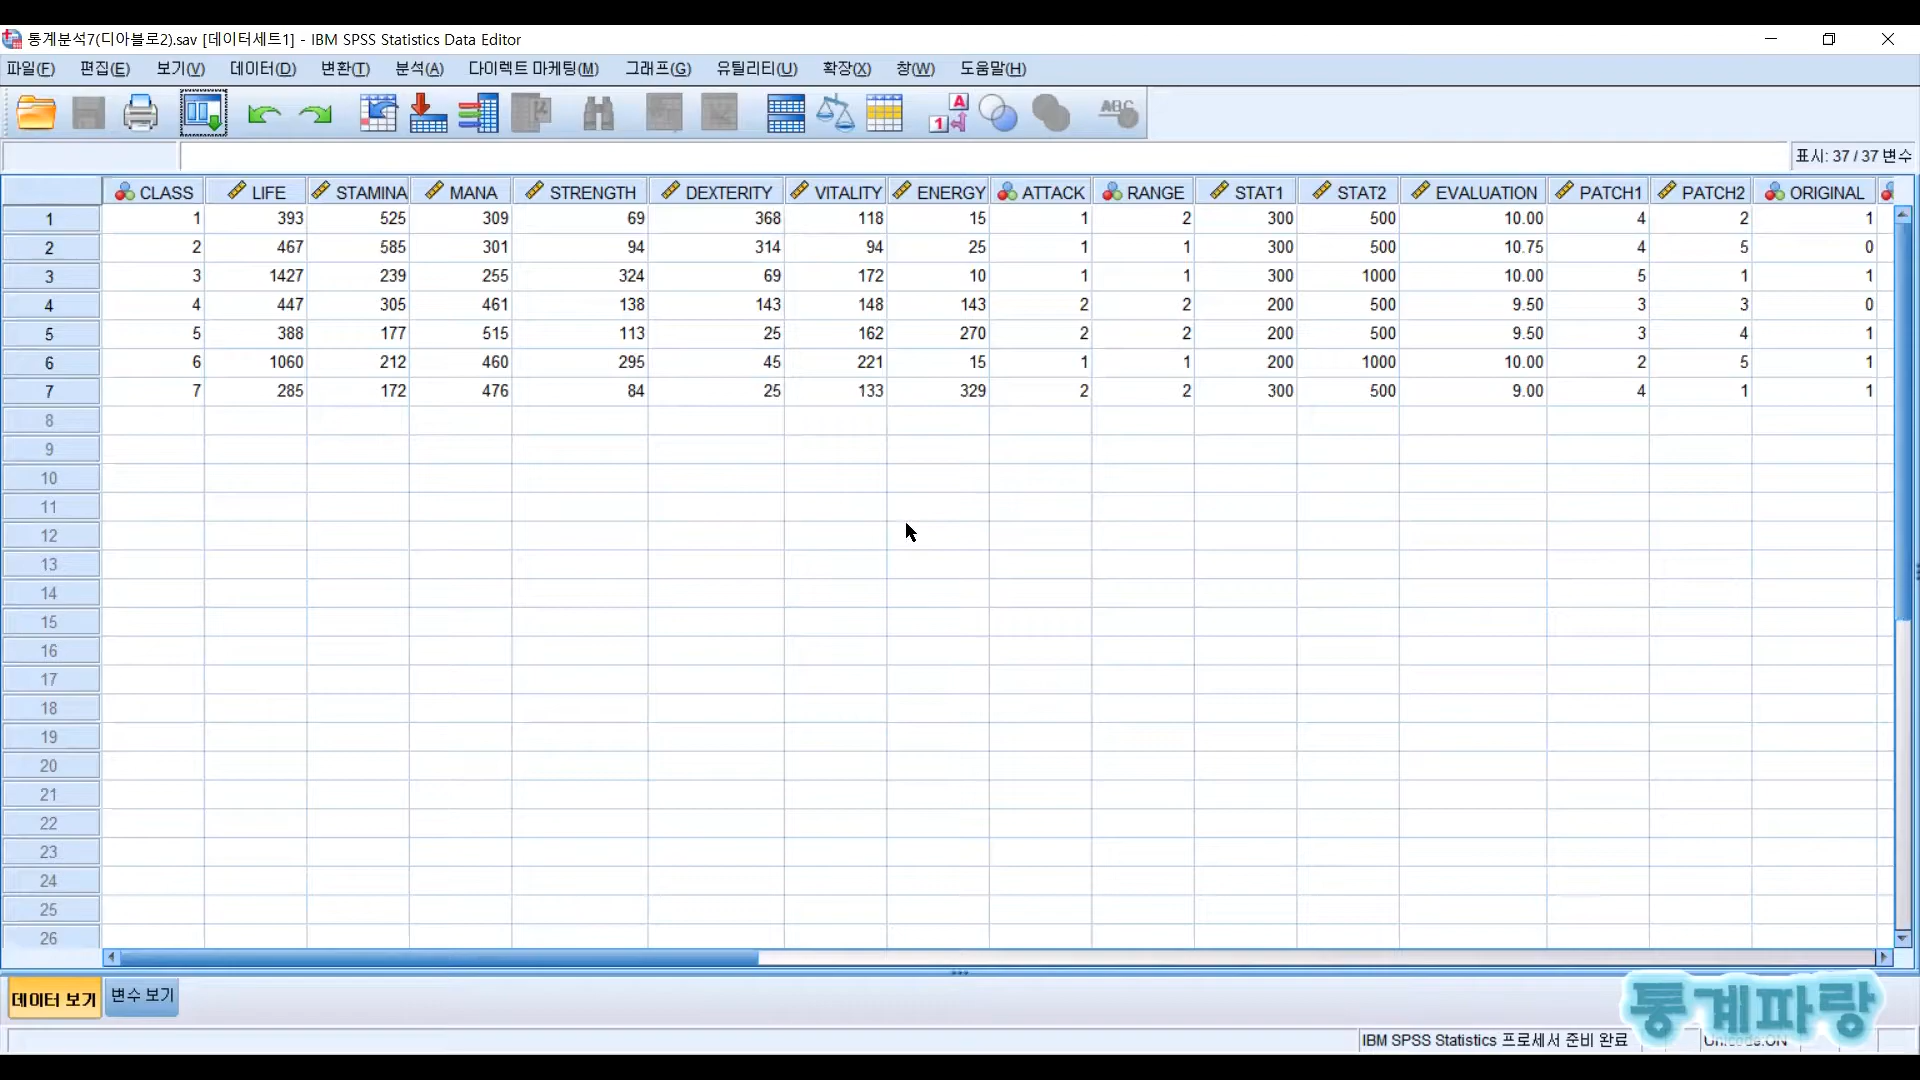 통계분석7(디아블로2).sav [데이터세트1] - IBM SPSS Statistics Data Editor
파일(F) 편집(E) 보기(V) 데이터(D) 변환(T) 분석(A) 다이렉트 마케팅(M) 그래프(G) 유틸리티(U) 확장(X) 창(W) 도움말(H)
A
1
ABC
표시: 37 / 37 변수
CLASS LIFE STAMINA MANA STRENGTH DEXTERITY VITALITY ENERGY ATTACK RANGE STAT1 STAT2 EVALUATION PATCH1 PATCH2 ORIGINAL
1 1 393 525 309 69 368 118 15 1 2 300 500 10.00 4 2 1
2 2 467 585 301 94 314 94 25 1 1 300 500 10.75 4 5 0
3 3 1427 239 255 324 69 172 10 1 1 300 1000 10.00 5 1 1
4 4 447 305 461 138 143 148 143 2 2 200 500 9.50 3 3 0
5 5 388 177 515 113 25 162 270 2 2 200 500 9.50 3 4 1
6 6 1060 212 460 295 45 221 15 1 1 200 1000 10.00 2 5 1
7 7 285 172 476 84 25 133 329 2 2 300 500 9.00 4 1 1
8
9
10
11
12
13
14
15
16
17
18
19
20
21
22
23
24
25
26
데이터 보기 변수 보기
통계파랑
IBM SPSS Statistics 프로세서 준비 완료 Unicode:ON